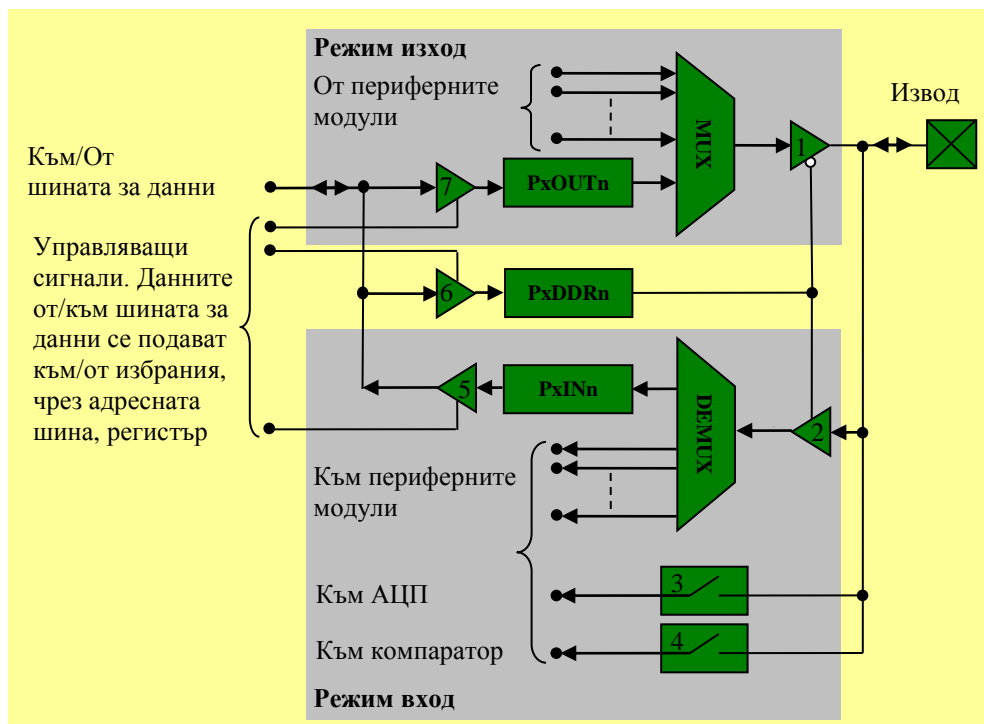 Режим изход
От периферните
модули
MUX
1
Извод
Към/От
шината за данни
7
PxOUTn
Управляващи
сигнали. Данните
от/към шината за
данни се подават
към/от избрания,
чрез адресната
шина, регистър
6
PxDDRn
5
PxINn
DEMUX
2
Към периферните
модули
Към АЦП
3
Към компаратор
4
Режим вход